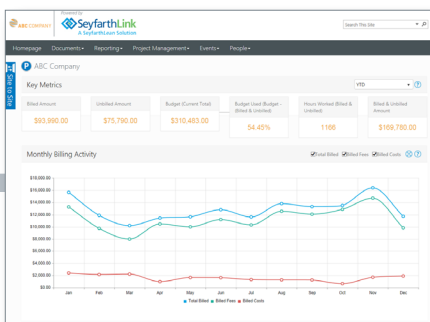 Powered by
ABC COMPANY
SeyfarthLink
A SeyfarthLean Solution
Search This Site
Homepage Documents Reporting Project Management Events People
Site to Site
P ABC Company
Key Metrics
YTD
Billed Amount
$93,990.00
Unbilled Amount
$75,790.00
Budget (Current Total)
$310,483.00
Budget Used (Budget - (Billed & Unbilled)
54.45%
Hours Worked (Billed & Unbilled)
1166
Billed & Unbilled Amount
$169,780.00
Monthly Billing Activity
Total Billed Billed Fees Billed Costs
$18,000.00
$16,000.00
$14,000.00
$12,000.00
$10,000.00
$8,000.00
$6,000.00
$4,000.00
$2,000.00
$0.00
Jan Feb Mar Apr May Jun Jul Aug Sep Oct Nov Dec
Total Billed Billed Fees Billed Costs